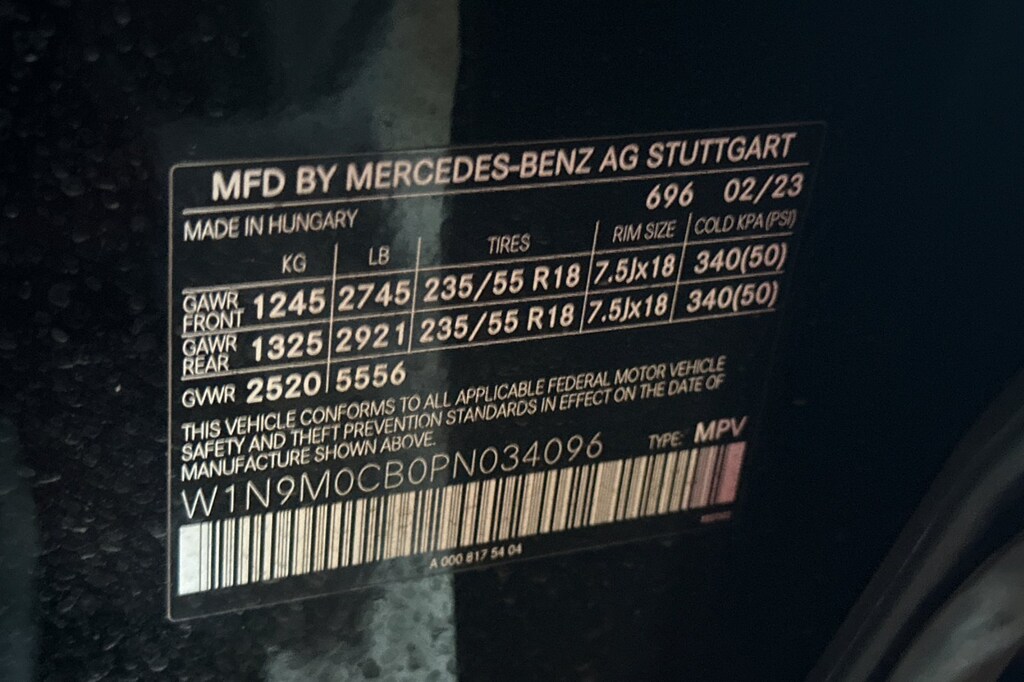 MFD BY MERCEDES-BENZ AG STUTTGART
MADE IN HUNGARY 696 02/23
KG LB TIRES RIM SIZE COLD KPA (PSI)
GAWR FRONT 1245 2745 235/55 R18 7.5Jx18 340(50)
GAWR REAR 1325 2921 235/55 R18 7.5Jx18 340(50)
GVWR 2520 5556
THIS VEHICLE CONFORMS TO ALL APPLICABLE FEDERAL MOTOR VEHICLE
SAFETY AND THEFT PREVENTION STANDARDS IN EFFECT ON THE DATE OF
MANUFACTURE SHOWN ABOVE.
W1N9M0CB0PN034096 TYPE: MPV
A 000 817 54 04